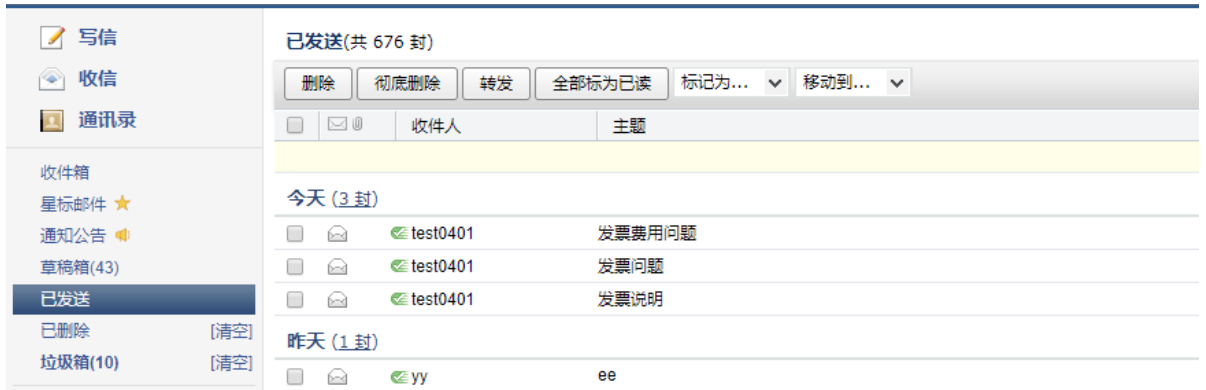 写信
收信
通讯录
收件箱
星标邮件
通知公告
草稿箱(43)
已发送
已删除 [清空]
垃圾箱(10) [清空]
已发送(共 676 封)
删除 彻底删除 转发 全部标为已读 标记为... 移动到...
收件人 主题
今天 (3 封)
test0401 发票费用问题
test0401 发票问题
test0401 发票说明
昨天 (1 封)
yy ee